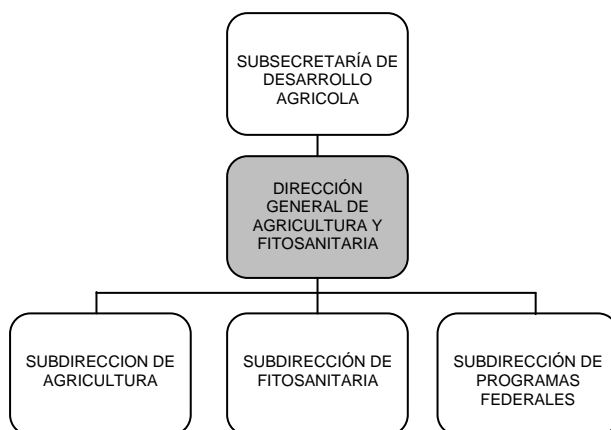 SUBSECRETARÍA DE
DESARROLLO
AGRICOLA
DIRECCIÓN
GENERAL DE
AGRICULTURA Y
FITOSANITARIA
SUBDIRECCION DE
AGRICULTURA
SUBDIRECCIÓN DE
FITOSANITARIA
SUBDIRECCIÓN DE
PROGRAMAS
FEDERALES